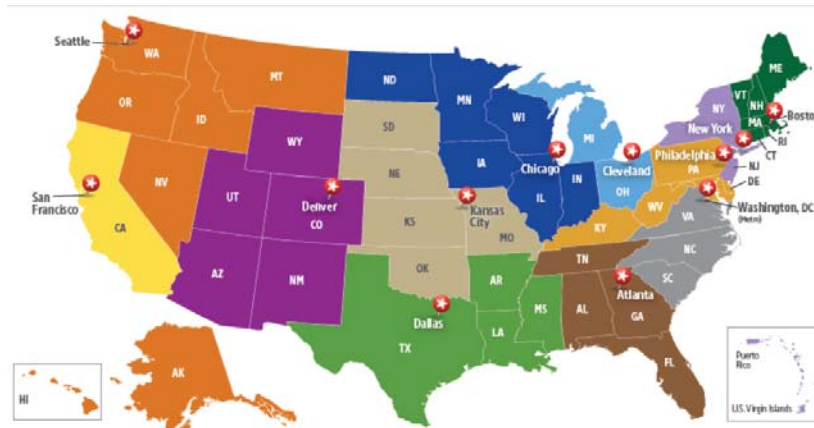 Seattle
WA
MT
ND
MN
ME
OR
ID
SD
WI
MI
NY
New York
VT
NH
MA
Bosto
RI
CT
WY
NE
IA
Chicago
Cleveland
Philadelphia
PA
NJ
DE
San
Francisco
CA
NV
UT
Denver
CO
KS
Kansas
City
MO
IL
IN
OH
WV
KY
VA
Washington, DC
(Metro)
AZ
NM
OK
AR
TN
NC
SC
Dallas
TX
LA
MS
AL
Atlanta
GA
FL
AK
HI
Puerto
Rico
U.S. Virgin Islands